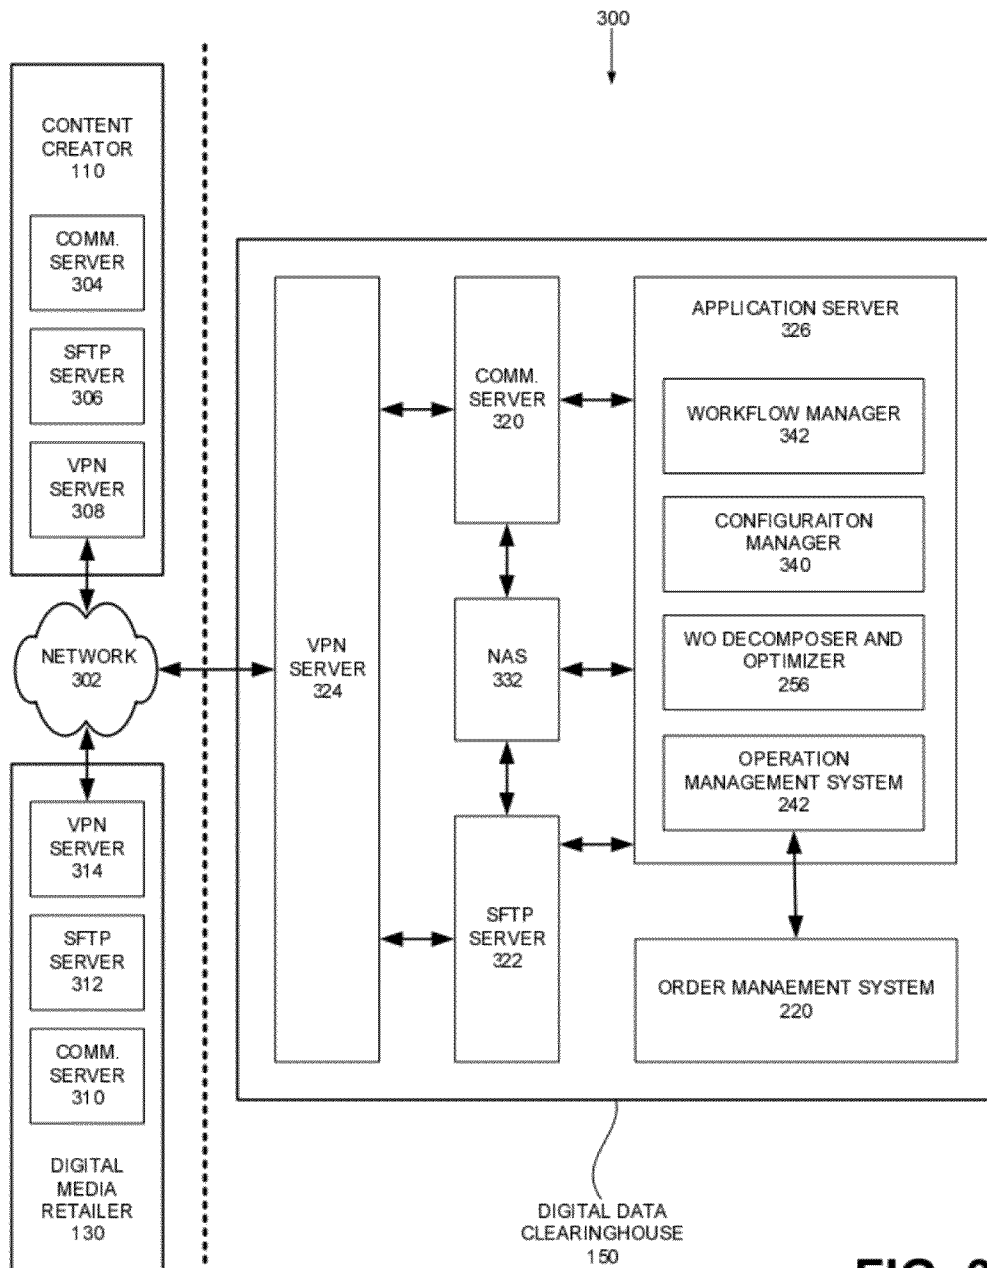 300
CONTENT
CREATOR
110
COMM.
SERVER
304
SFTP
SERVER
306
VPN
SERVER
308
NETWORK
302
VPN
SERVER
314
SFTP
SERVER
312
COMM.
SERVER
310
DIGITAL
MEDIA
RETAILER
130
VPN
SERVER
324
COMM.
SERVER
320
NAS
332
SFTP
SERVER
322
APPLICATION SERVER
326
WORKFLOW MANAGER
342
CONFIGURAITON
MANAGER
340
WO DECOMPOSER AND
OPTIMIZER
256
OPERATION
MANAGEMENT SYSTEM
242
ORDER MANAEMENT SYSTEM
220
DIGITAL DATA
CLEARINGHOUSE
150
FIG.